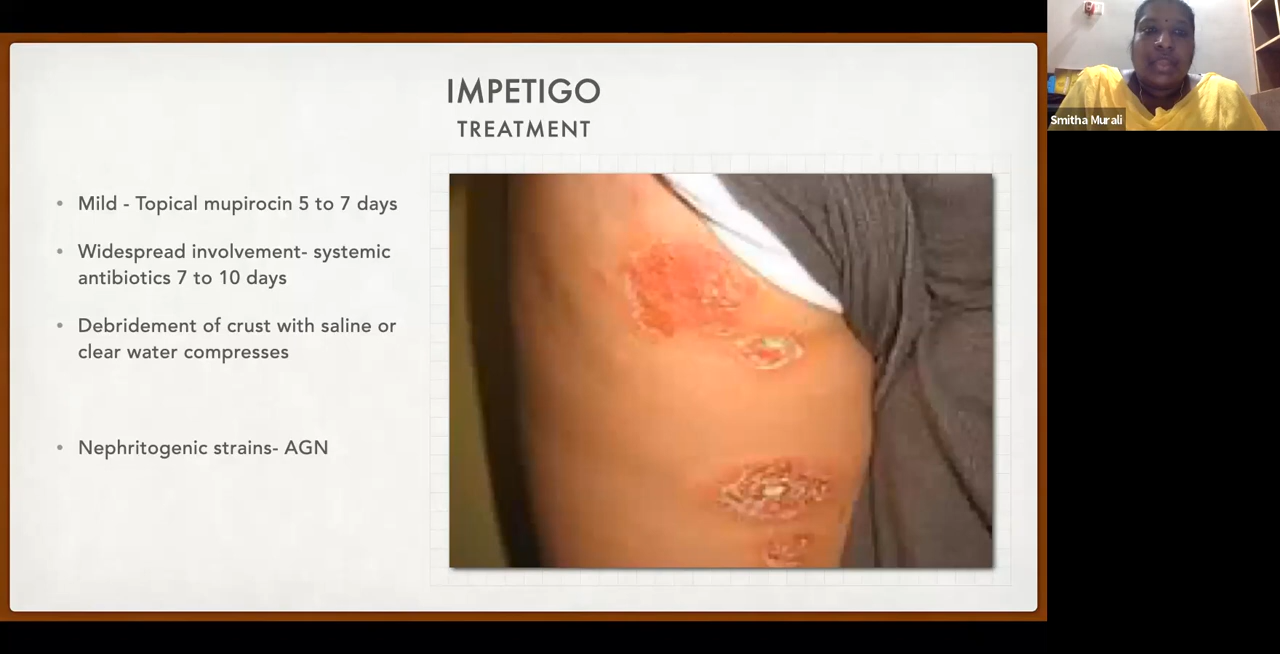 IMPETIGO
TREATMENT
• Mild - Topical mupirocin 5 to 7 days
• Widespread involvement- systemic
antibiotics 7 to 10 days
• Debridement of crust with saline or
clear water compresses
• Nephritogenic strains- AGN
Smitha Murali